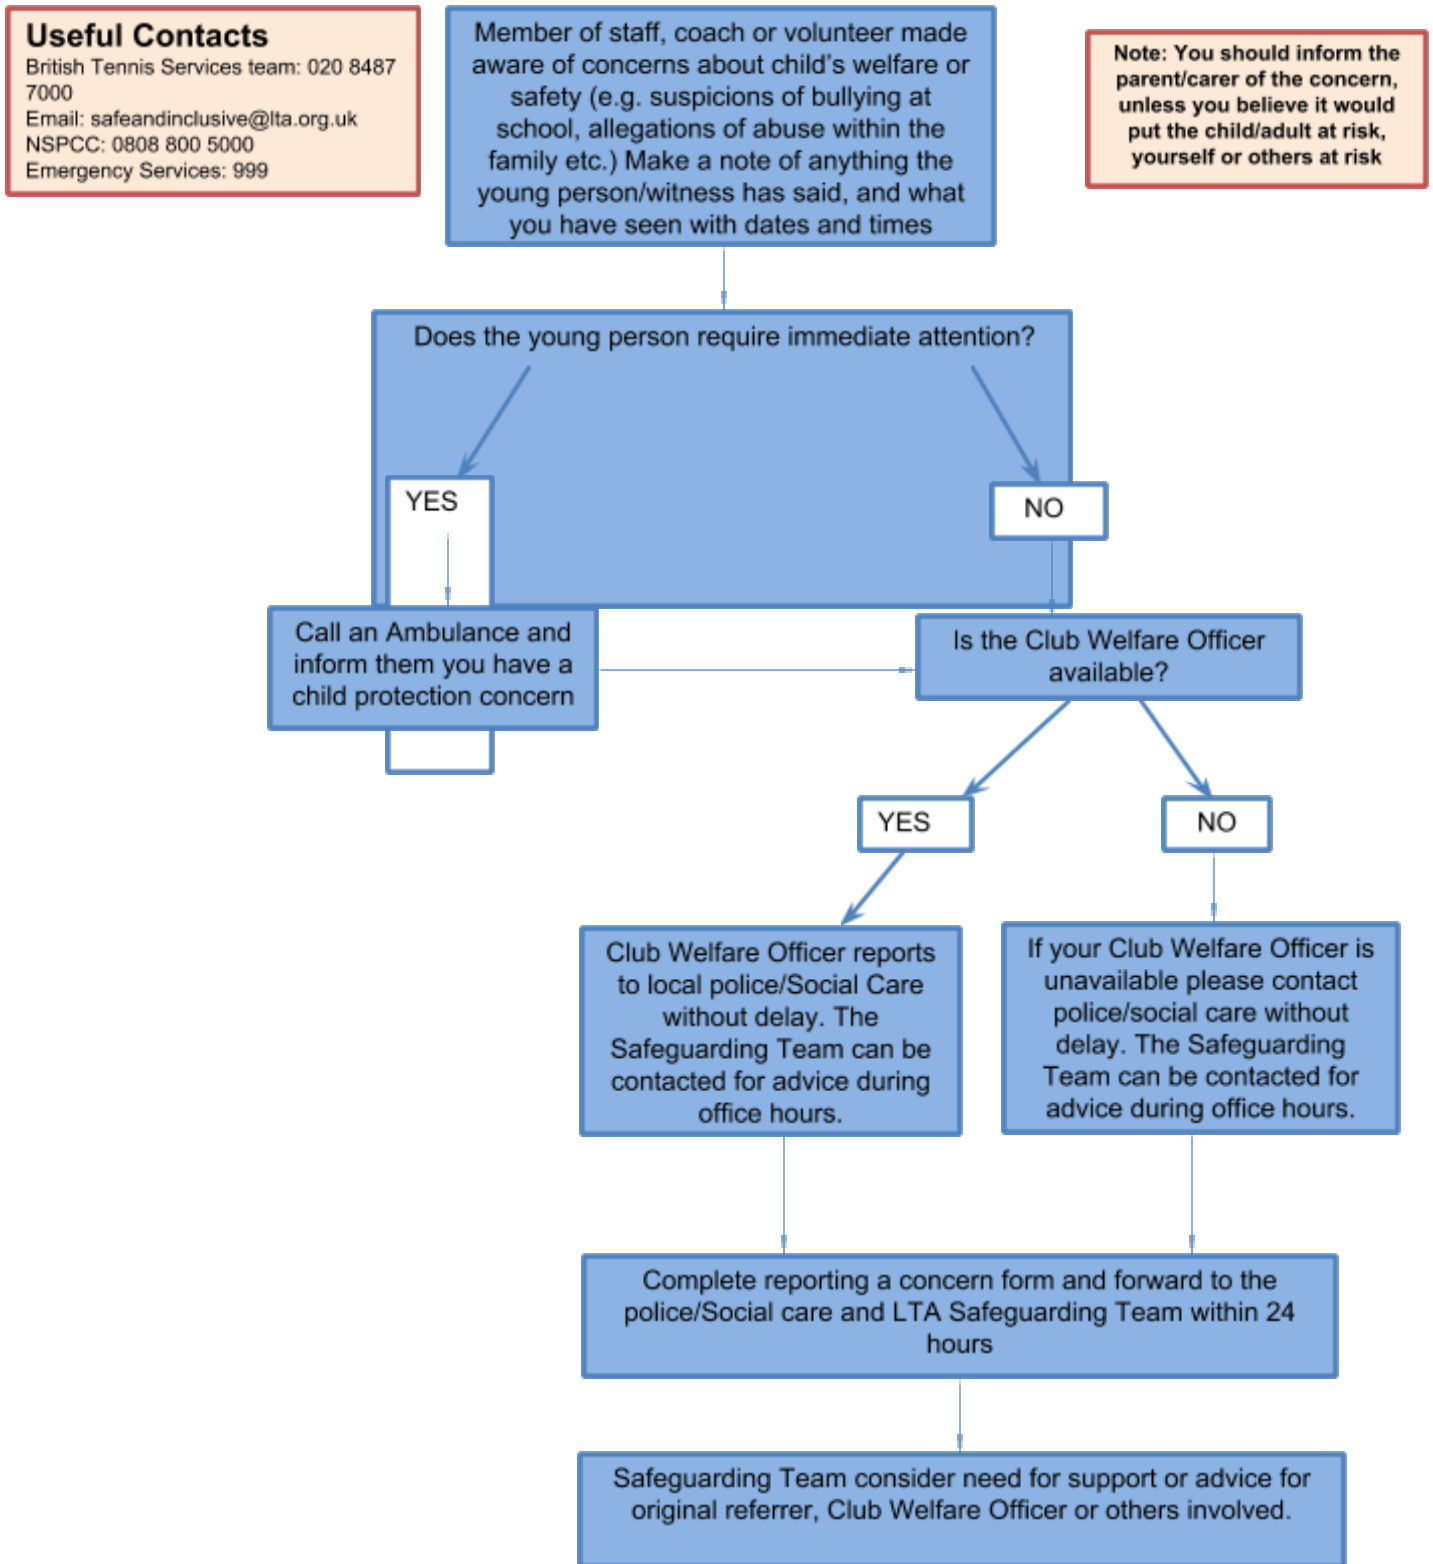 Useful Contacts
British Tennis Services team: 020 8487
7000
Email: safeandinclusive@lta.org.uk
NSPCC: 0808 800 5000
Emergency Services: 999
Member of staff, coach or volunteer made
aware of concerns about child's welfare or
safety (e.g. suspicions of bullying at
school, allegations of abuse within the
family etc.) Make a note of anything the
young person/witness has said, and what
you have seen with dates and times
Note: You should inform the
parent/carer of the concern,
unless you believe it would
put the child/adult at risk,
yourself or others at risk
Does the young person require immediate attention?
YES
NO
Call an Ambulance and
inform them you have a
child protection concern
Is the Club Welfare Officer
available?
YES
NO
Club Welfare Officer reports
to local police/Social Care
without delay. The
Safeguarding Team can be
contacted for advice during
office hours.
If your Club Welfare Officer is
unavailable please contact
police/social care without
delay. The Safeguarding
Team can be contacted for
advice during office hours.
Complete reporting a concern form and forward to the
police/Social care and LTA Safeguarding Team within 24
hours
Safeguarding Team consider need for support or advice for
original referrer, Club Welfare Officer or others involved.